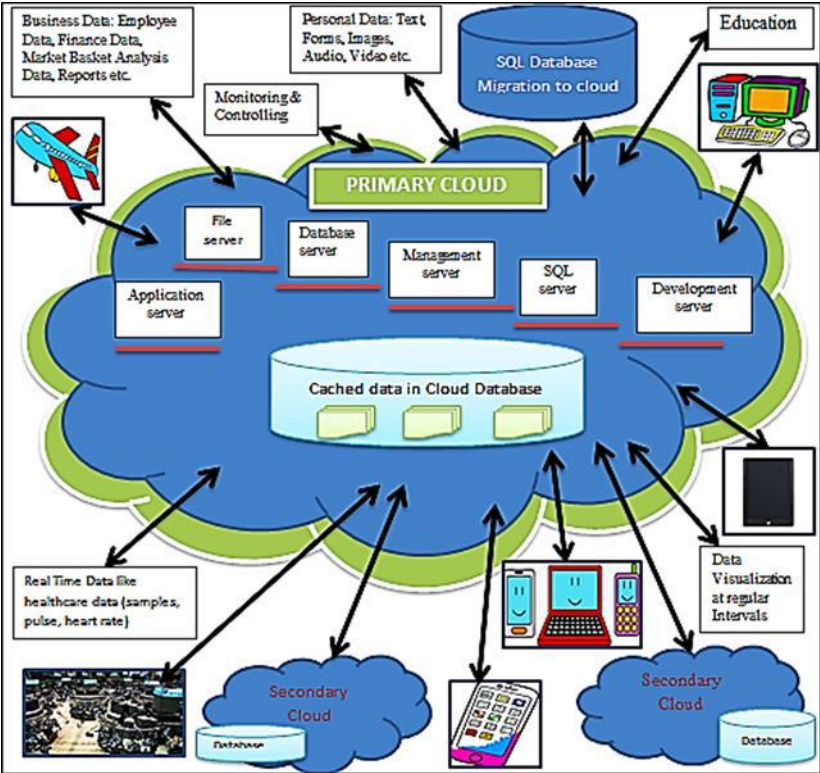 Business Data: Employee
Data, Finance Data,
Market Basket Analysis
Data, Reports etc.
Personal Data: Text,
Forms, Images,
Audio, Video etc.
SQL Database
Migration to cloud
Education
Monitoring &
Controlling
PRIMARY CLOUD
File
server
Database
server
Management
server
SQL
server
Application
server
Development
server
Cached data in Cloud Database
Real Time Data like
healthcare data (samples,
pulse, heart rate)
Data
Visualization
at regular
Intervals
Secondary
Cloud
Database
Secondary
Cloud
Database